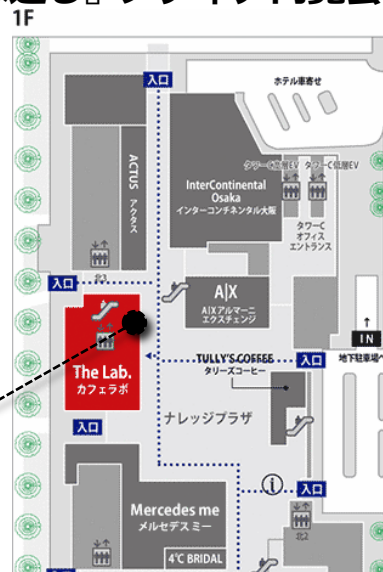 1F
入口
ホテル車寄せ
ACTUS アクタス
InterContinental
Osaka
インターコンチネンタル大阪
タワーC高層EV タワーC低層EV
タワーC
オフィス
エントランス
北3
入口
A|X
A|Xアルマーニ
エクスチェンジ
IN
地下駐車場へ
TULLY'S COFFEE
タリーズコーヒー
入口
The Lab.
カフェラボ
入口
ナレッジプラザ
入口
北2
Mercedes me
メルセデス ミー
4℃ BRIDAL